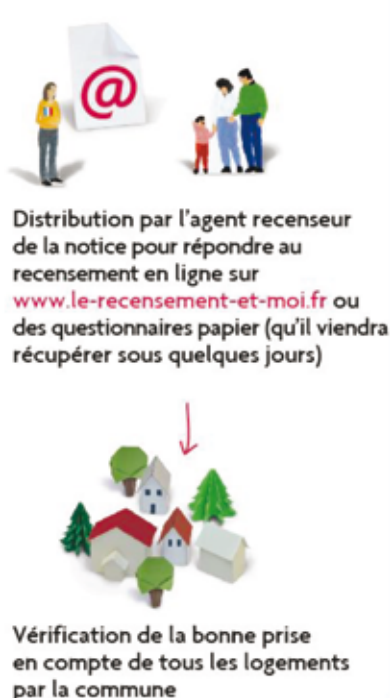 @
Distribution par l'agent recenseur
de la notice pour répondre au
recensement en ligne sur
www.le-recensement-et-moi.fr ou
des questionnaires papier (qu'il viendra
récupérer sous quelques jours)
Vérification de la bonne prise
en compte de tous les logements
par la commune